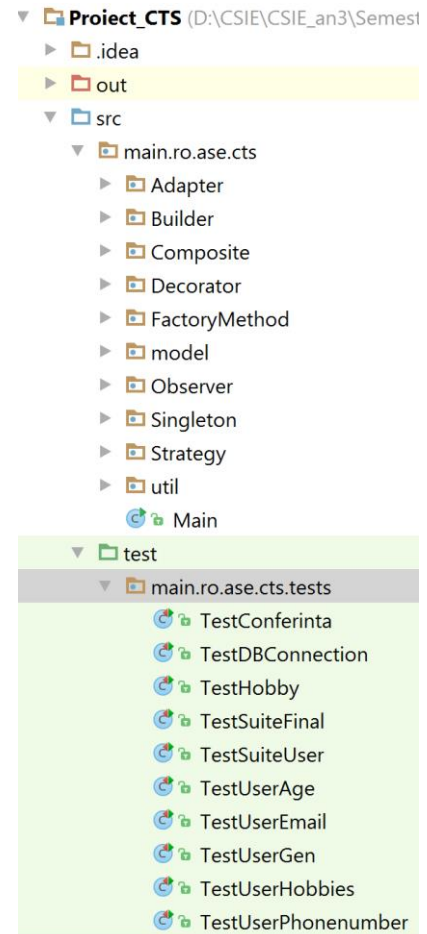 Proiect_CTS (D:\CSIE\CSIE_an3\Semest
.idea
out
src
main.ro.ase.cts
Adapter
Builder
Composite
Decorator
FactoryMethod
model
Observer
Singleton
Strategy
util
Main
test
main.ro.ase.cts.tests
TestConferinta
TestDBConnection
TestHobby
TestSuiteFinal
TestSuiteUser
TestUserAge
TestUserEmail
TestUserGen
TestUserHobbies
TestUserPhonenumber